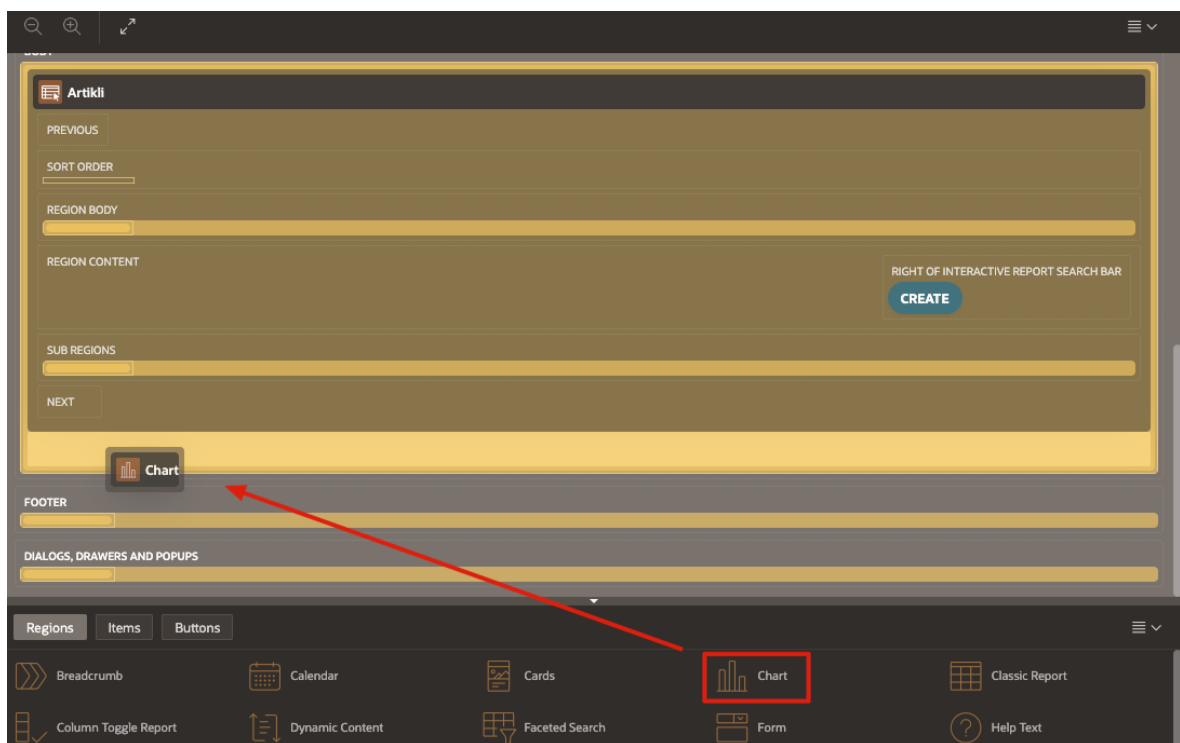 BODY
Artikli
PREVIOUS
SORT ORDER
REGION BODY
REGION CONTENT
RIGHT OF INTERACTIVE REPORT SEARCH BAR
CREATE
SUB REGIONS
NEXT
Chart
FOOTER
DIALOGS, DRAWERS AND POPUPS
Regions Items Buttons
Breadcrumb Calendar Cards Chart Classic Report
Column Toggle Report Dynamic Content Faceted Search Form Help Text